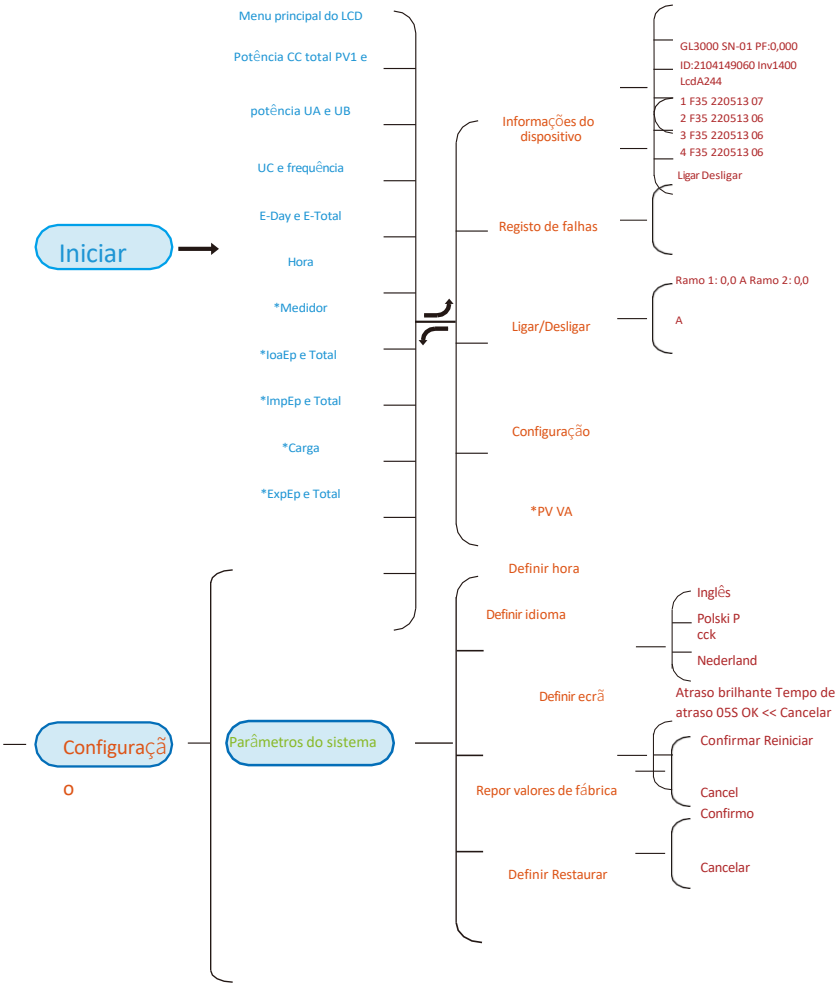 Iniciar
Menu principal do LCD
Potência CC total PV1 e
potência UA e UB
UC e frequência
E-Day e E-Total
Hora
*Medidor
*IoaEp e Total
*ImpEp e Total
*Carga
*ExpEp e Total
Informações do
dispositivo
Registo de falhas
Ligar/Desligar
Configuração
*PV VA
GL3000 SN-01 PF:0,000
ID:2104149060 Inv1400
LcdA244
1 F35 220513 07
2 F35 220513 06
3 F35 220513 06
4 F35 220513 06
Ligar Desligar
Ramo 1: 0,0 A Ramo 2: 0,0
A
Configuraçã
o
Parâmetros do sistema
Definir hora
Definir idioma
Definir ecrã
Repor valores de fábrica
Definir Restaurar
Inglês
Polski P
cck
Nederland
Atraso brilhante Tempo de
atraso 05S OK << Cancelar
Confirmar Reiniciar
Cancel
Confirmo
Cancelar